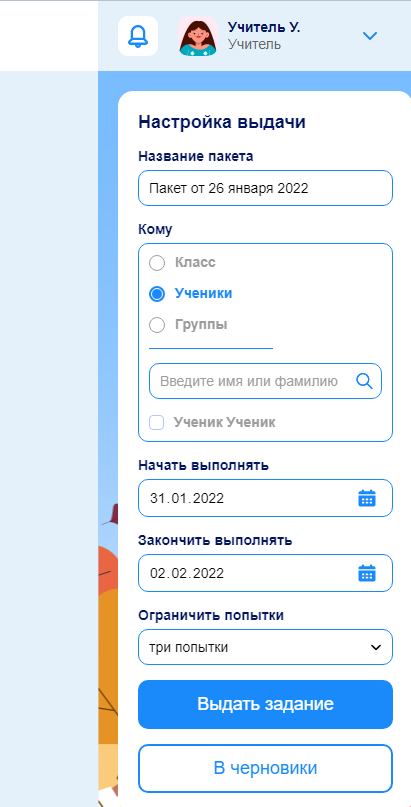 Учитель У.
Учитель
Настройка выдачи
Название пакета
Пакет от 26 января 2022
Кому
Класс
Ученики
Группы
Введите имя или фамилию
Ученик Ученик
Начать выполнять
31.01.2022
Закончить выполнять
02.02.2022
Ограничить попытки
три попытки
Выдать задание
В черновики